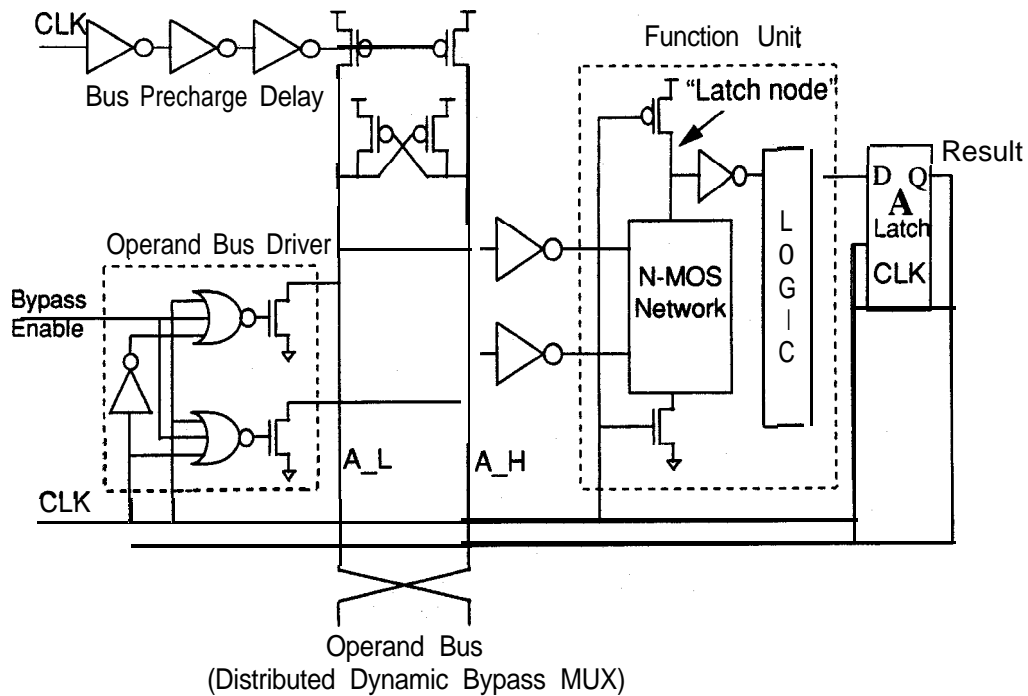 CLK
Bus Precharge Delay
Function Unit
"Latch node"
Result
D Q
A
Latch
CLK
LOGIC
N-MOS
Network
Operand Bus Driver
Bypass
Enable
A_L
A_H
CLK
Operand Bus
(Distributed Dynamic Bypass MUX)